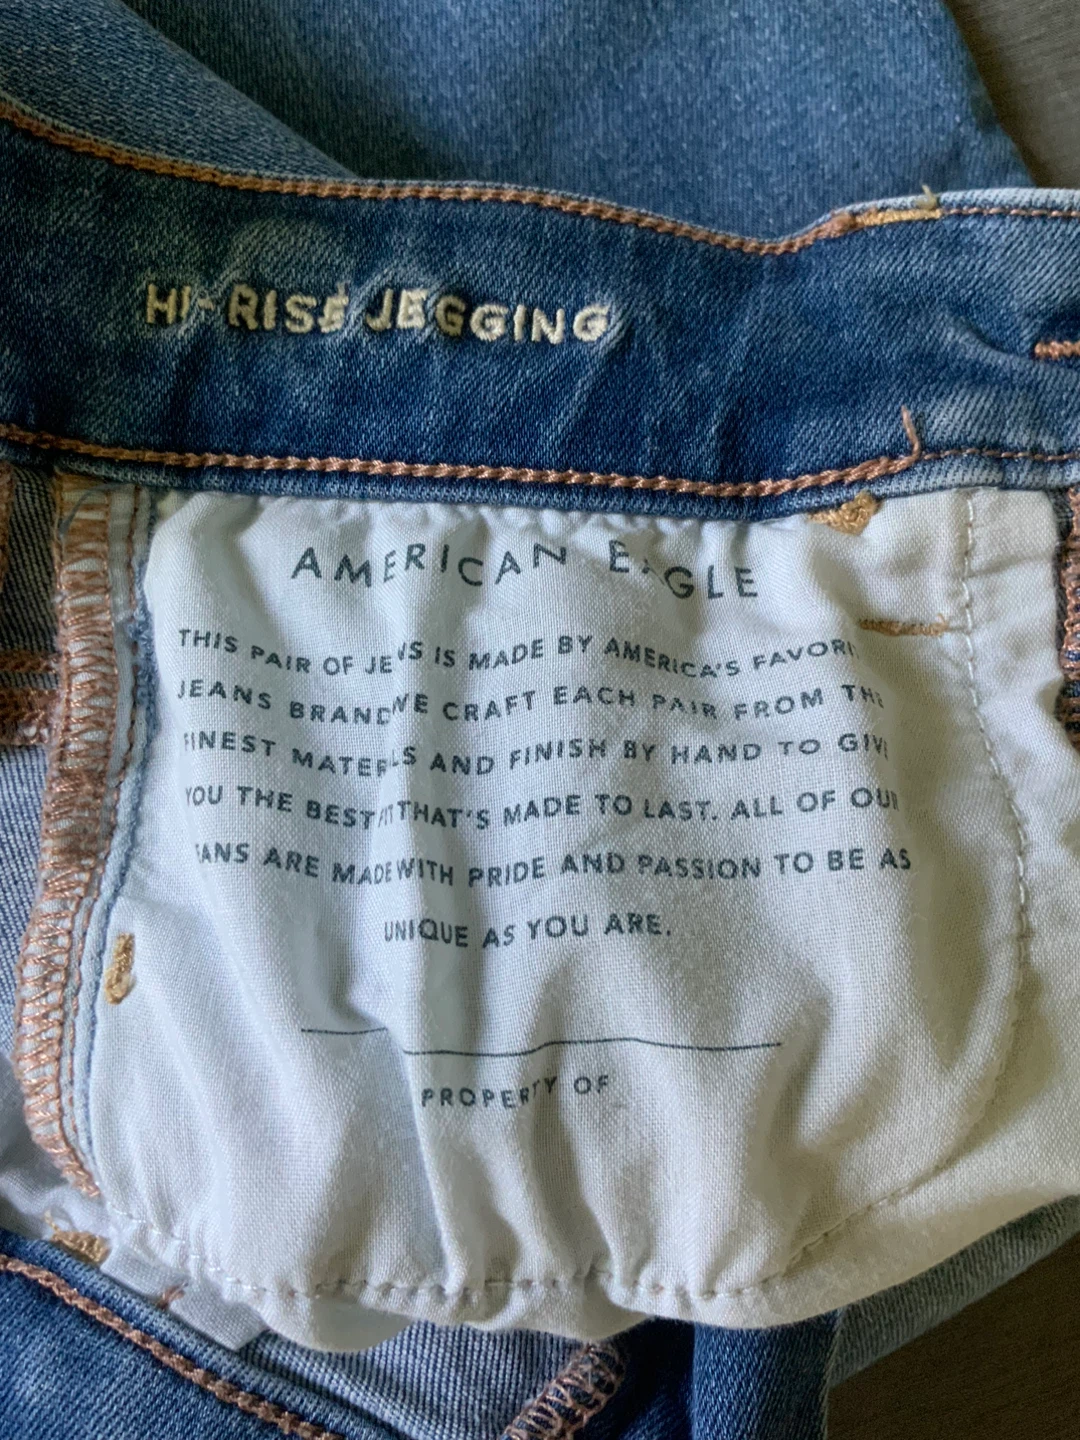 HI-RISE JEGGING
AMERICAN EAGLE
THIS PAIR OF JEANS IS MADE BY AMERICA'S FAVORITE
JEANS BRAND WE CRAFT EACH PAIR FROM THE
FINEST MATERIALS AND FINISH BY HAND TO GIVE
YOU THE BEST FIT THAT'S MADE TO LAST. ALL OF OUR
JEANS ARE MADE WITH PRIDE AND PASSION TO BE AS
UNIQUE AS YOU ARE.
PROPERTY OF